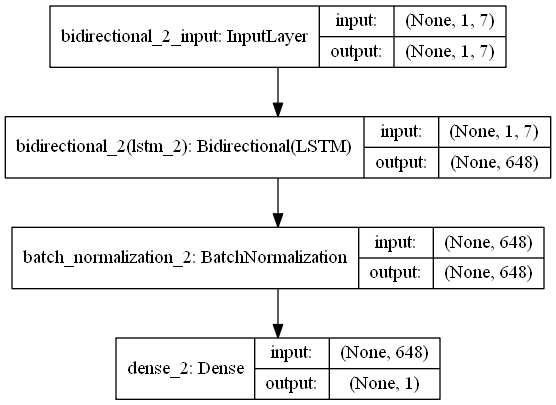 bidirectional_2_input: InputLayer
input:
(None, 1, 7)
output:
(None, 1, 7)
bidirectional_2(lstm_2): Bidirectional(LSTM)
input:
(None, 1, 7)
output:
(None, 648)
batch_normalization_2: BatchNormalization
input:
(None, 648)
output:
(None, 648)
dense_2: Dense
input:
(None, 648)
output:
(None, 1)